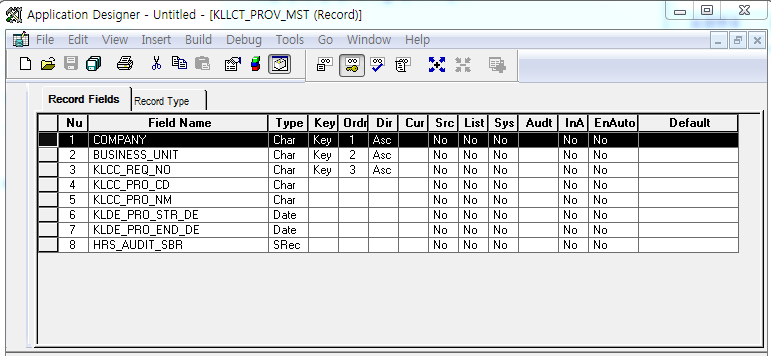 Application Designer - Untitled - [KLLCT_PROV_MST (Record)]
File Edit View Insert Build Debug Tools Go Window Help
Record Fields Record Type
Nu Field Name Type Key Ordr Dir Cur Src List Sys Audt InA EnAuto Default
1 COMPANY Char Key 1 Asc No No No No No
2 BUSINESS_UNIT Char Key 2 Asc No No No No No
3 KLCC_REQ_NO Char Key 3 Asc No No No No No
4 KLCC_PRO_CD Char No No No No No
5 KLCC_PRO_NM Char No No No No No
6 KLDE_PRO_STR_DE Date No No No No No
7 KLDE_PRO_END_DE Date No No No No No
8 HRS_AUDIT_SBR SRec No No No No No